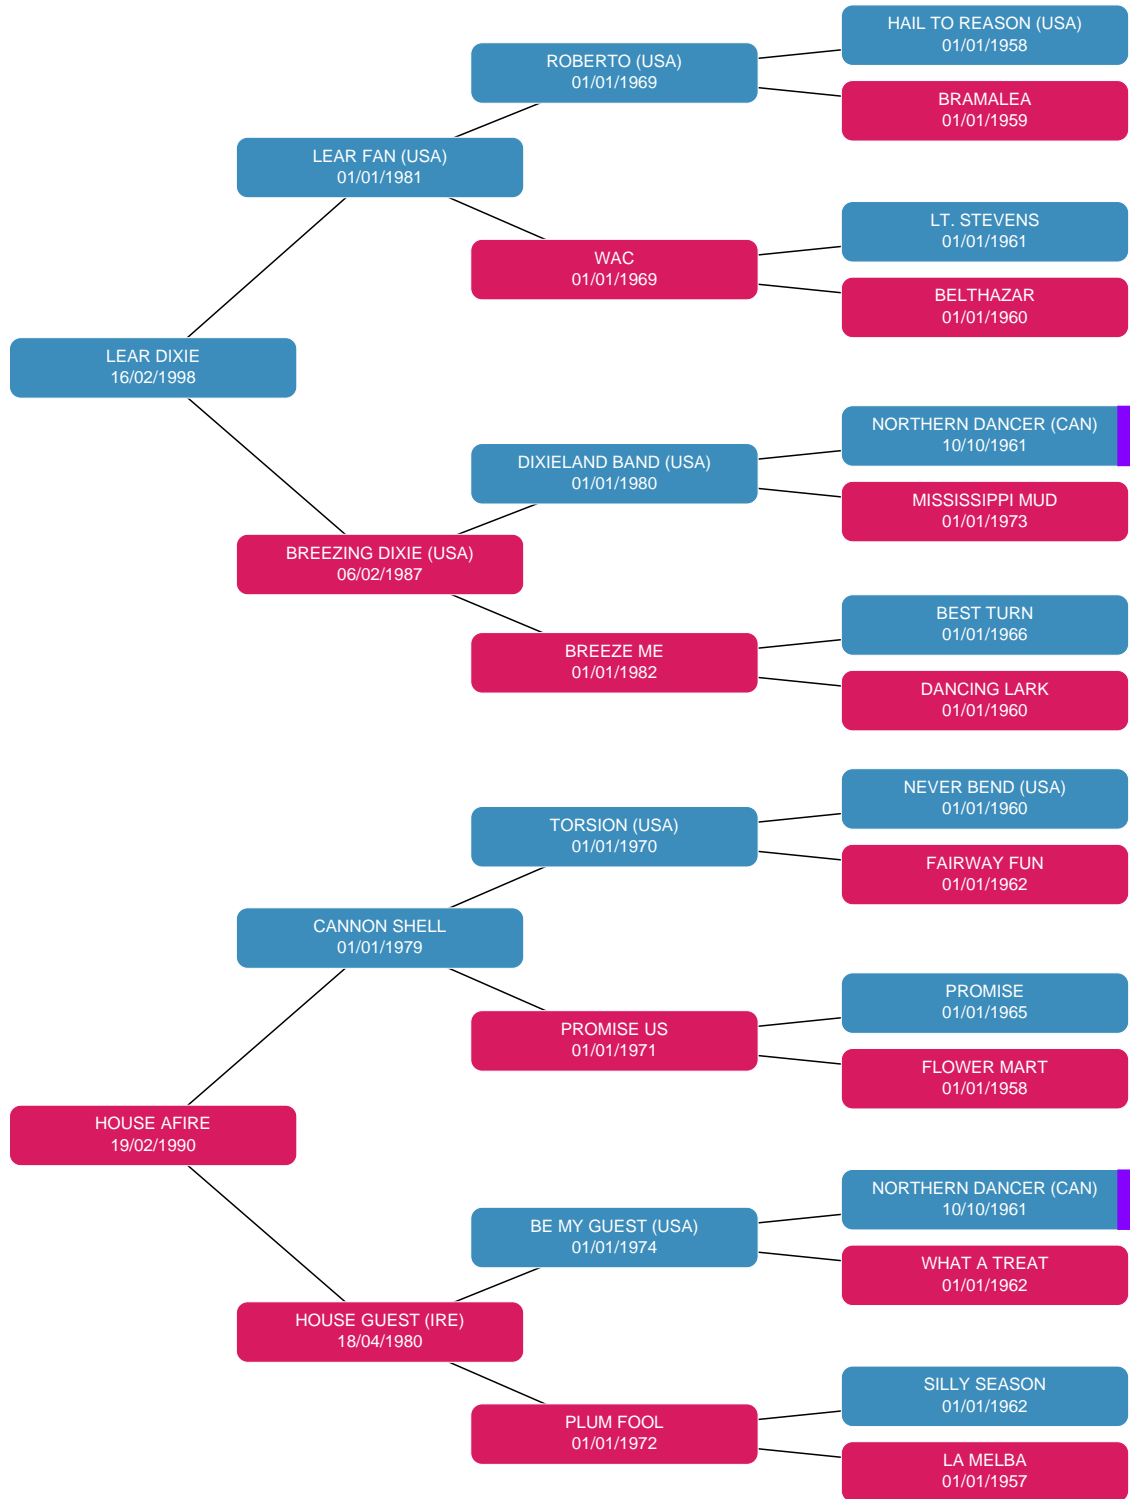 HAIL TO REASON (USA)
01/01/1958
ROBERTO (USA)
01/01/1969
BRAMALEA
01/01/1959
LEAR FAN (USA)
01/01/1981
LT. STEVENS
01/01/1961
WAC
01/01/1969
BELTHAZAR
01/01/1960
LEAR DIXIE
16/02/1998
NORTHERN DANCER (CAN)
10/10/1961
DIXIELAND BAND (USA)
01/01/1980
MISSISSIPPI MUD
01/01/1973
BREEZING DIXIE (USA)
06/02/1987
BEST TURN
01/01/1966
BREEZE ME
01/01/1982
DANCING LARK
01/01/1960
NEVER BEND (USA)
01/01/1960
TORSION (USA)
01/01/1970
FAIRWAY FUN
01/01/1962
CANNON SHELL
01/01/1979
PROMISE
01/01/1965
PROMISE US
01/01/1971
FLOWER MART
01/01/1958
HOUSE AFIRE
19/02/1990
NORTHERN DANCER (CAN)
10/10/1961
BE MY GUEST (USA)
01/01/1974
WHAT A TREAT
01/01/1962
HOUSE GUEST (IRE)
18/04/1980
SILLY SEASON
01/01/1962
PLUM FOOL
01/01/1972
LA MELBA
01/01/1957